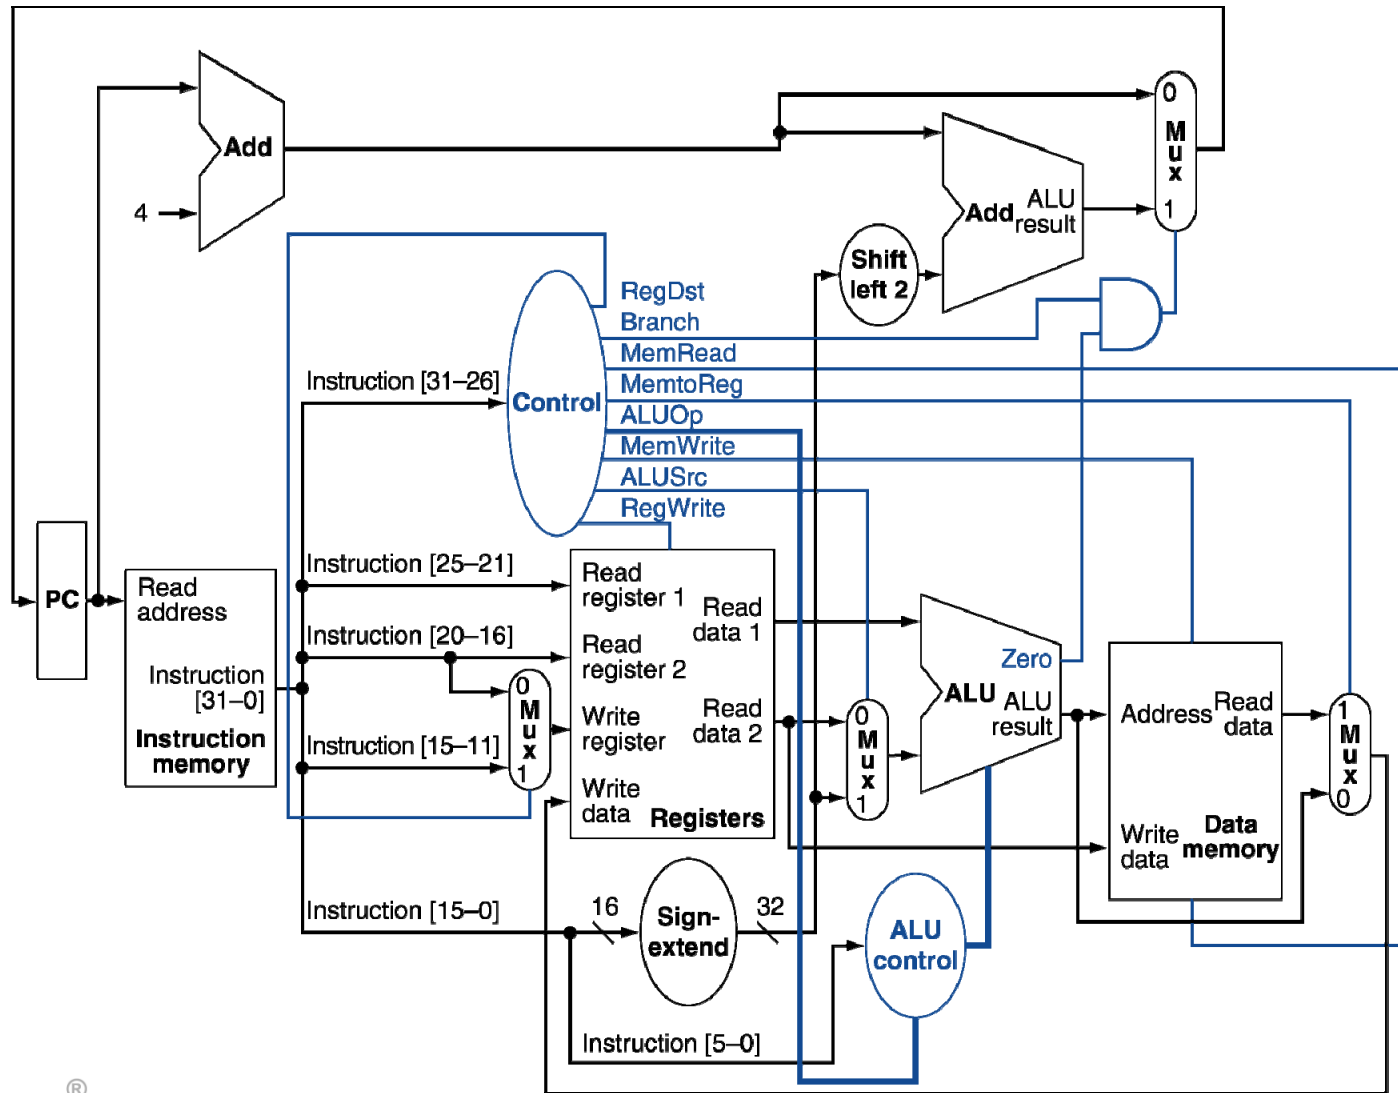 0
M
u
x
1
Add
4
Add
ALU
result
Shift
left 2
RegDst
Branch
MemRead
MemtoReg
ALUOp
MemWrite
ALUSrc
RegWrite
Control
Instruction [31–26]
Instruction [25–21]
Instruction [20–16]
Instruction [15–11]
Instruction [15–0]
Instruction [5–0]
PC
Read
address
Instruction
[31–0]
Instruction
memory
0
M
u
x
1
Read
register 1
Read
register 2
Write
register
Write
data
Read
data 1
Read
data 2
Registers
0
M
u
x
1
Zero
ALU
ALU
result
Address
Read
data
Write
data
Data
memory
1
M
u
x
0
16
Sign-
extend
32
ALU
control
®